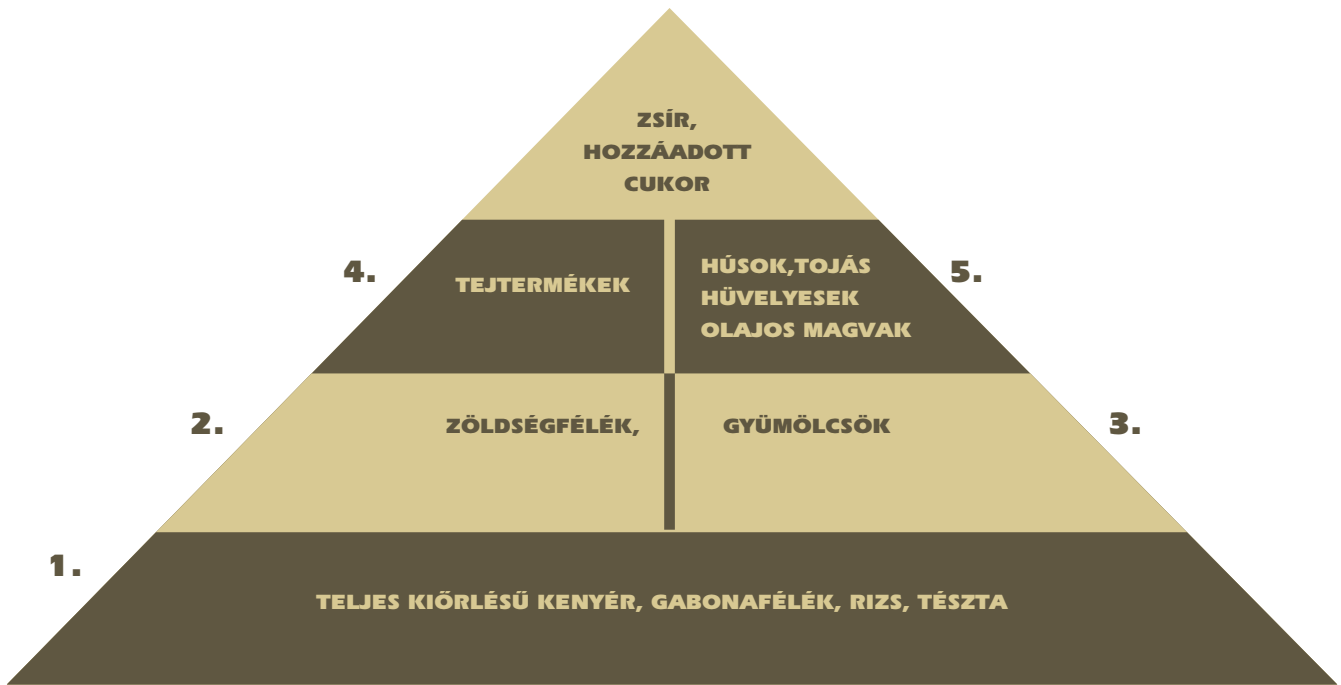 ZSÍR,
HOZZÁADOTT
CUKOR
4.
TEJTERMÉKEK
HÚSOK,TOJÁS
HÜVELYESEK
OLAJOS MAGVAK
5.
2.
ZÖLDSÉGFÉLÉK,
GYÜMÖLCSÖK
3.
1.
TELJES KIŐRLÉSŰ KENYÉR, GABONAFÉLÉK, RIZS, TÉSZTA